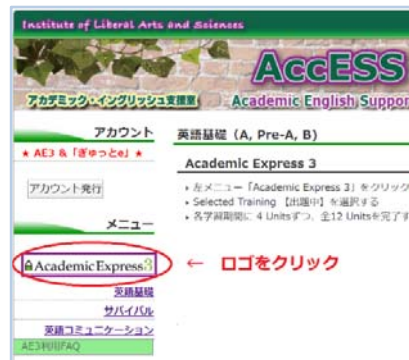 Institute of Liberal Arts and Sciences
AccESS
アカデミック・イングリッシュ支援室 Academic English Suppor
アカウント
★ AE3 & 「ぎゅっとe」 ★
アカウント発行
メニュー
AcademicExpress3
英語基礎
サバイバル
英語コミュニケーション
AE3利用FAQ
英語基礎 (A, Pre-A, B)
Academic Express 3
・左メニュー「Academic Express 3」をクリック
・Selected Training 【出題中】を選択する
・各学習期間に 4 Unitsずつ、全12 Unitsを完了す
← ロゴをクリック